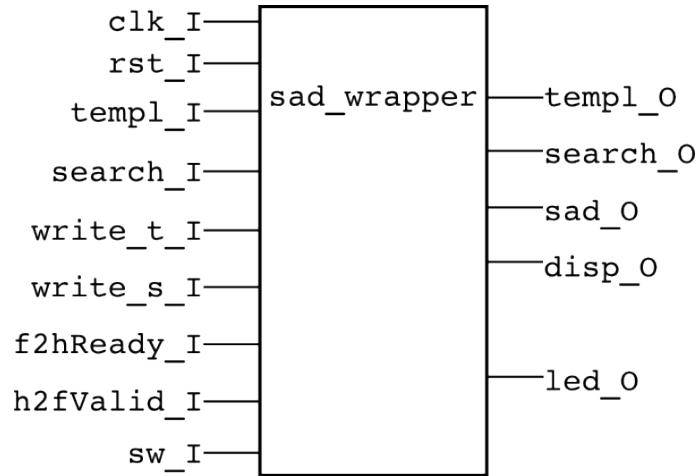 clk_I
rst_I
templ_I
search_I
write_t_I
write_s_I
f2hReady_I
h2fValid_I
sw_I
sad_wrapper
templ_O
search_O
sad_O
disp_O
led_O